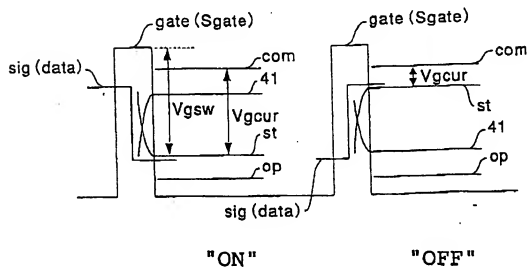 gate (Sgate)
gate (Sgate)
com
com
sig (data)
41
Vgcur
Vgsw
Vgcur
st
st
41
op
op
sig (data)
"ON"
"OFF"